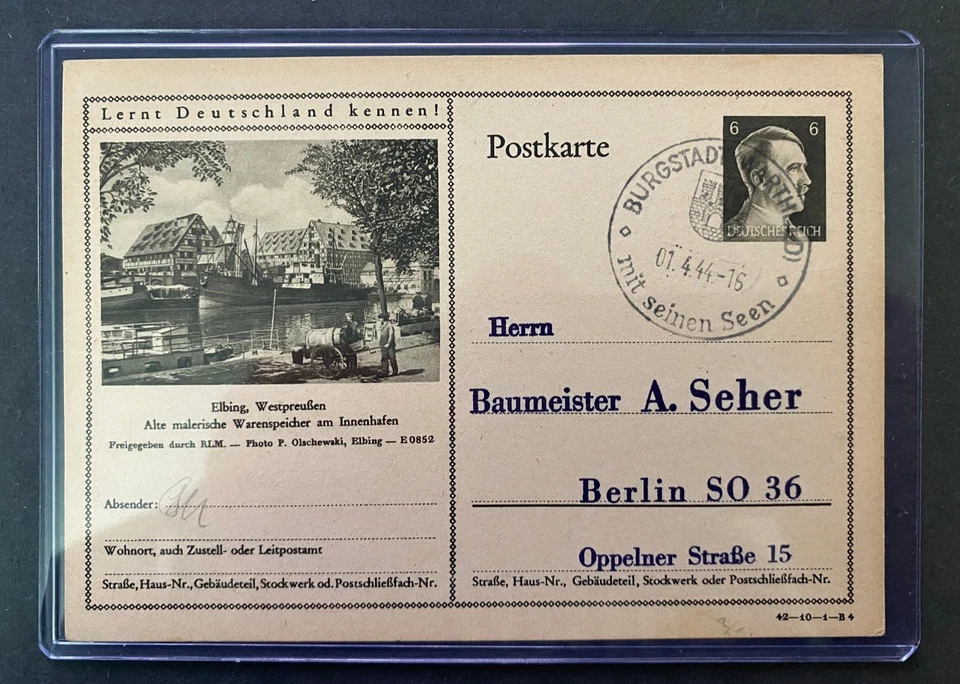 Lernt Deutschland kennen!
Elbing, Westpreußen
Alte malerische Warenspeicher am Innenhafen
Freigegeben durch RLM. — Photo P. Olschewski, Elbing — E 0852
Absender:
Wohnort, auch Zustell- oder Leitpostamt
Straße, Haus-Nr., Gebäudeteil, Stockwerk od. Postschließfach-Nr.
Postkarte
6 6
DEUTSCHES REICH
BURGSTADT (WARTHELAND)
01.4.44.-16
mit seinen Seen
Herrn
Baumeister A. Seher
Berlin SO 36
Oppelner Straße 15
Straße, Haus-Nr., Gebäudeteil, Stockwerk oder Postschließfach-Nr.
42—10—1—B 4